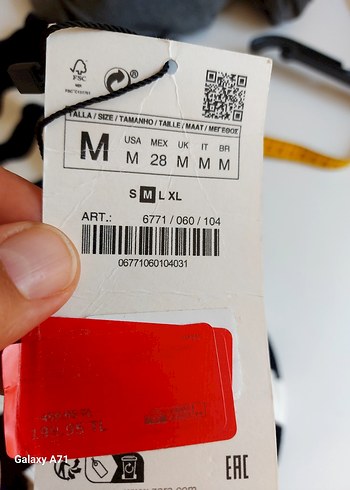 FSC
TALLA / SIZE / TAMANHO / TAILLE / MAAT / ΜΕΓΕΘΟΣ
M
USA MEX UK IT BR
M 28 M M M
S M L XL
ART.: 6771 / 060 / 104
06771060104031
EAC
Galaxy A71